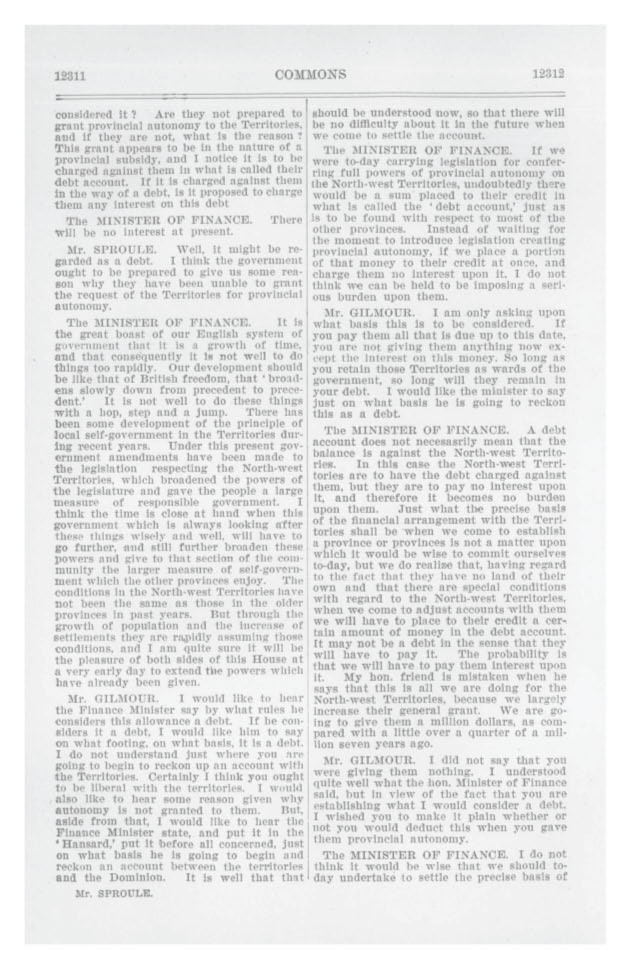 12311
COMMONS
12312
considered it ? Are they not prepared to
grant provincial autonomy to the Territories,
and if they are not, what is the reason ?
This grant appears to be in the nature of a
provincial subsidy, and I notice it is to be
charged against them in what is called their
debt account. If it is charged against them
in the way of a debt, is it proposed to charge
them any interest on this debt
The MINISTER OF FINANCE. There
will be no interest at present.
Mr. SPROULE. Well, it might be re-
garded as a debt. I think the government
ought to be prepared to give us some rea-
son why they have been unable to grant
the request of the Territories for provincial
autonomy.
The MINISTER OF FINANCE. It is
the great boast of our English system of
government that it is a growth of time,
and that consequently it is not well to do
things too rapidly. Our development should
be like that of British freedom, that ' broad-
ens slowly down from precedent to prece-
dent.' It is not well to do these things
with a hop, step and a jump. There has
been some development of the principle of
local self-government in the Territories dur-
ing recent years. Under this present gov-
ernment amendments have been made to
the legislation respecting the North-west
Territories, which broadened the powers of
the legislature and gave the people a large
measure of responsible government. I
think the time is close at hand when this
government which is always looking after
these things wisely and well, will have to
go further, and still further broaden these
powers and give to that section of the com-
munity the larger measure of self-govern-
ment which the other provinces enjoy. The
conditions in the North-west Territories have
not been the same as those in the older
provinces in past years. But through the
growth of population and the increase of
settlements they are rapidly assuming those
conditions, and I am quite sure it will be
the pleasure of both sides of this House at
a very early day to extend the powers which
have already been given.
Mr. GILMOUR. I would like to hear
the Finance Minister say by what rules he
considers this allowance a debt. If he con-
siders it a debt, I would like him to say
on what footing, on what basis, it is a debt.
I do not understand just where you are
going to begin to reckon up an account with
the Territories. Certainly I think you ought
to be liberal with the territories. I would
also like to hear some reason given why
autonomy is not granted to them. But,
aside from that, I would like to hear the
Finance Minister state, and put it in the
' Hansard,' put it before all concerned, just
on what basis he is going to begin and
reckon an account between the territories
and the Dominion. It is well that that
Mr. SPROULE.
should be understood now, so that there will
be no difficulty about it in the future when
we come to settle the account.
The MINISTER OF FINANCE. If we
were to-day carrying legislation for confer-
ring full powers of provincial autonomy on
the North-west Territories, undoubtedly there
would be a sum placed to their credit in
what is called the ' debt account,' just as
is to be found with respect to most of the
other provinces. Instead of waiting for
the moment to introduce legislation creating
provincial autonomy, if we place a portion
of that money to their credit at once, and
charge them no interest upon it, I do not
think we can be held to be imposing a seri-
ous burden upon them.
Mr. GILMOUR. I am only asking upon
what basis this is to be considered. If
you pay them all that is due up to this date,
you are not giving them anything now ex-
cept the interest on this money. So long as
you retain those Territories as wards of the
government, so long will they remain in
your debt. I would like the minister to say
just on what basis he is going to reckon
this as a debt.
The MINISTER OF FINANCE. A debt
account does not necessarily mean that the
balance is against the North-west Territo-
ries. In this case the North-west Terri-
tories are to have the debt charged against
them, but they are to pay no interest upon
it, and therefore it becomes no burden
upon them. Just what the precise basis
of the financial arrangement with the Terri-
tories shall be when we come to establish
a province or provinces is not a matter upon
which it would be wise to commit ourselves
to-day, but we do realize that, having regard
to the fact that they have no land of their
own and that there are special conditions
with regard to the North-west Territories,
when we come to adjust accounts with them
we will have to place to their credit a cer-
tain amount of money in the debt account.
It may not be a debt in the sense that they
will have to pay it. The probability is
that we will have to pay them interest upon
it. My hon. friend is mistaken when he
says that this is all we are doing for the
North-west Territories, because we largely
increase their general grant. We are go-
ing to give them a million dollars, as com-
pared with a little over a quarter of a mil-
lion seven years ago.
Mr. GILMOUR. I did not say that you
were giving them nothing. I understood
quite well what the hon. Minister of Finance
said, but in view of the fact that you are
establishing what I would consider a debt,
I wished you to make it plain whether or
not you would deduct this when you gave
them provincial autonomy.
The MINISTER OF FINANCE. I do not
think it would be wise that we should to-
day undertake to settle the precise basis of